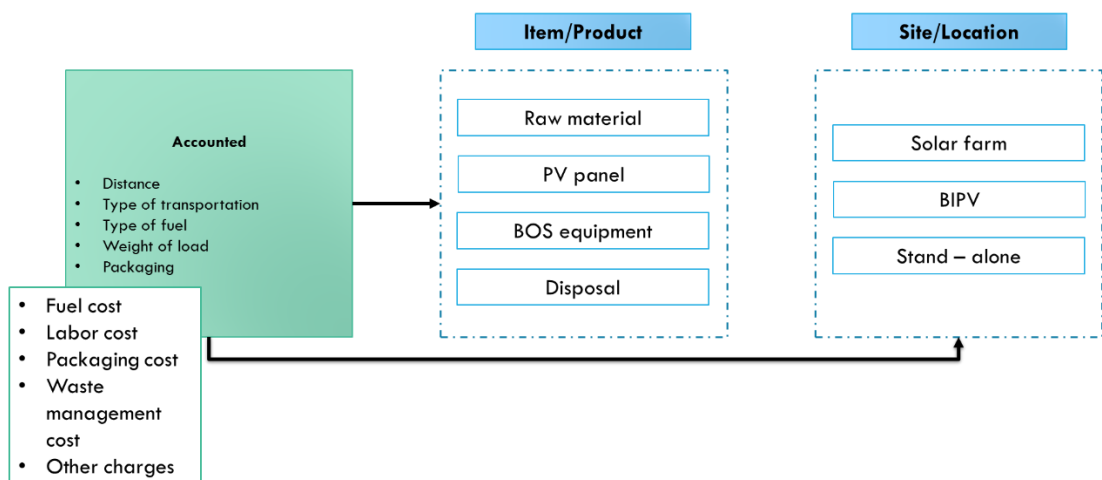 Item/Product
Site/Location
Accounted
• Distance
• Type of transportation
• Type of fuel
• Weight of load
• Packaging
• Fuel cost
• Labor cost
• Packaging cost
• Waste
management
cost
• Other charges
Raw material
PV panel
BOS equipment
Disposal
Solar farm
BIPV
Stand – alone